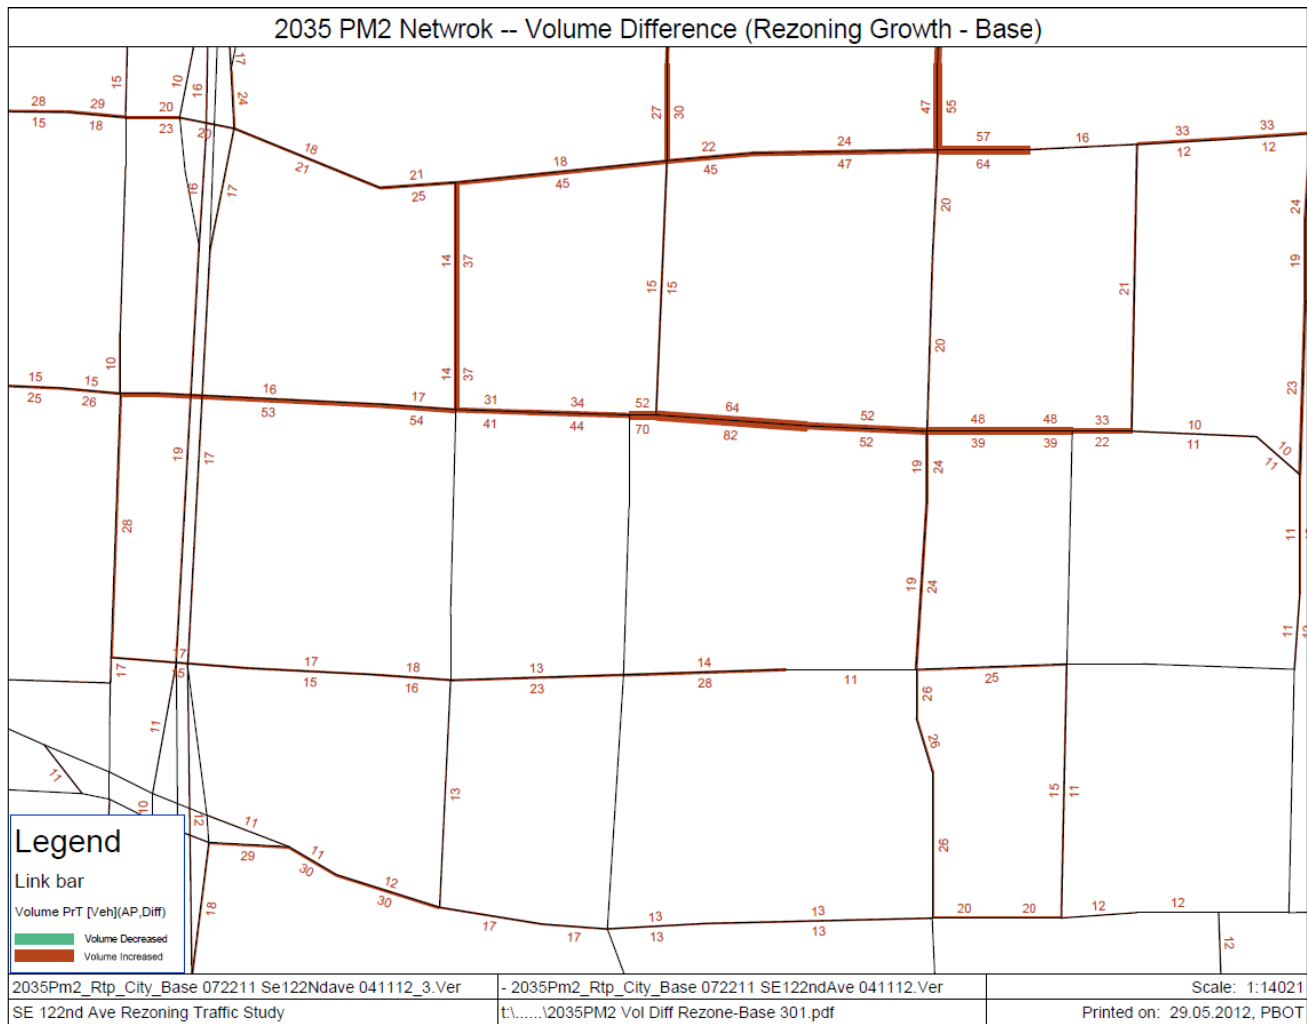 2035 PM2 Netwrok -- Volume Difference (Rezoning Growth - Base)
17
15 10 16 24 27 30 47 55
28 29 20 18 22 24 57 16 33 33
15 18 23 20 21 45 47 64 12 12
21 18
25 45
16 17 20 24
14 37 15 15 21 19
14 37 20 23
10
15 15 16 17 31 34 52 64 52 48 48 33 10
25 26 53 54 41 44 70 82 52 39 39 22 11
10
11
19 17 19 24
28 11
19 24
11
17 17 18 13 14
17 15 15 16 23 28 11 25
26
11 26
11 13 15 11
10 12 11
29 11 26
30 12
30
18 17 17 13 13 20 20 12 12
13 13
12
Legend
Link bar
Volume PrT [Veh](AP,Diff)
Volume Decreased
Volume Increased
2035Pm2_Rtp_City_Base 072211 Se122Ndave 041112_3.Ver - 2035Pm2_Rtp_City_Base 072211 SE122ndAve 041112.Ver Scale: 1:14021
SE 122nd Ave Rezoning Traffic Study t:\......\2035PM2 Vol Diff Rezone-Base 301.pdf Printed on: 29.05.2012, PBOT